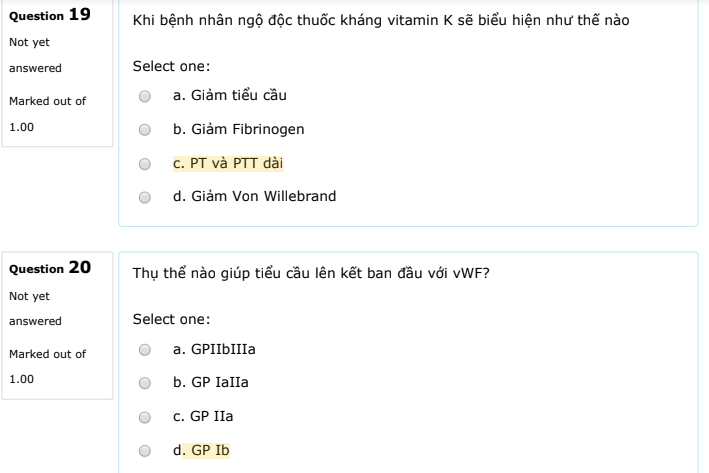 Question 19
Not yet
answered
Marked out of
1.00
Khi bệnh nhân ngộ độc thuốc kháng vitamin K sẽ biểu hiện như thế nào
Select one:
a. Giảm tiểu cầu
b. Giảm Fibrinogen
c. PT và PTT dài
d. Giảm Von Willebrand
Question 20
Not yet
answered
Marked out of
1.00
Thụ thể nào giúp tiểu cầu lên kết ban đầu với vWF?
Select one:
a. GPIIbIIIa
b. GP IaIIa
c. GP IIa
d. GP Ib